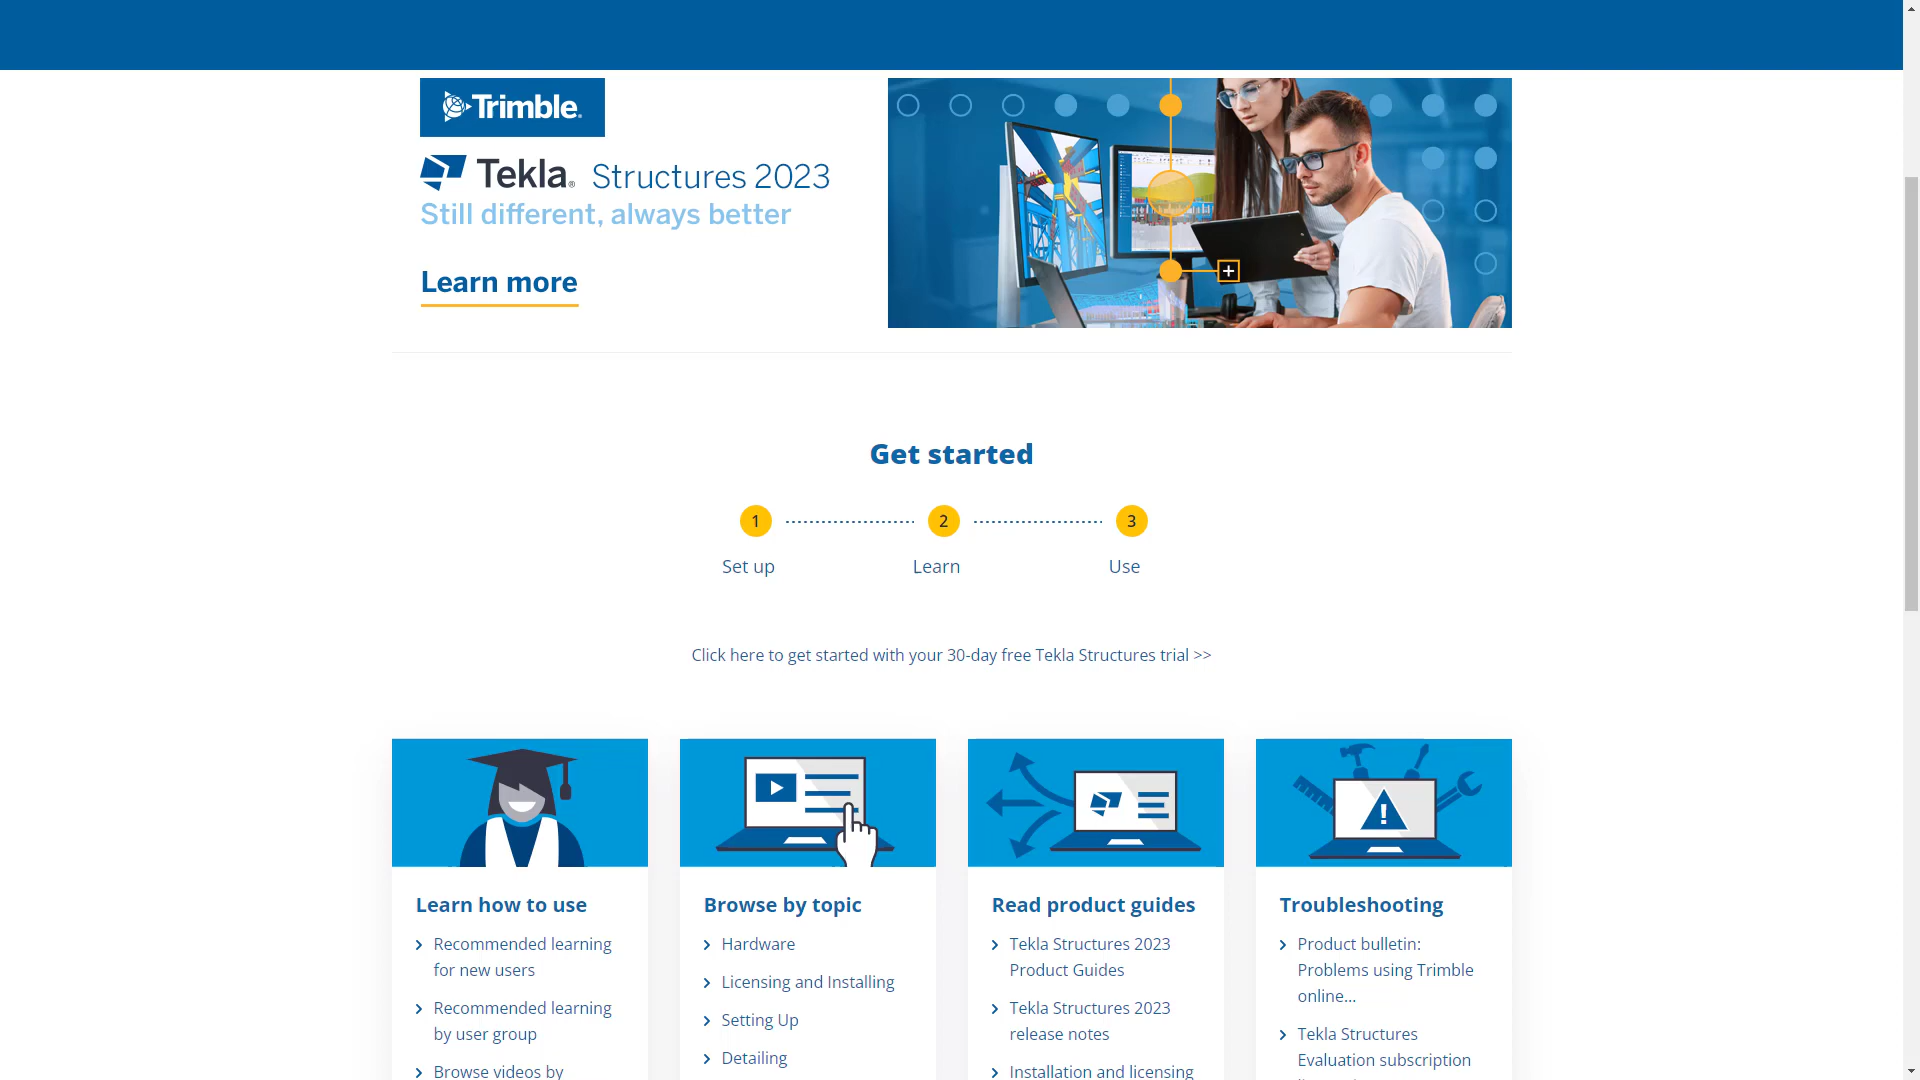 Trimble®
Tekla® Structures 2023
Still different, always better
Learn more
Get started
1 2 3
Set up Learn Use
Click here to get started with your 30-day free Tekla Structures trial >>
Learn how to use
Recommended learning
for new users
Recommended learning
by user group
Browse videos by
Browse by topic
Hardware
Licensing and Installing
Setting Up
Detailing
Read product guides
Tekla Structures 2023
Product Guides
Tekla Structures 2023
release notes
Installation and licensing
Troubleshooting
Product bulletin:
Problems using Trimble
online...
Tekla Structures
Evaluation subscription